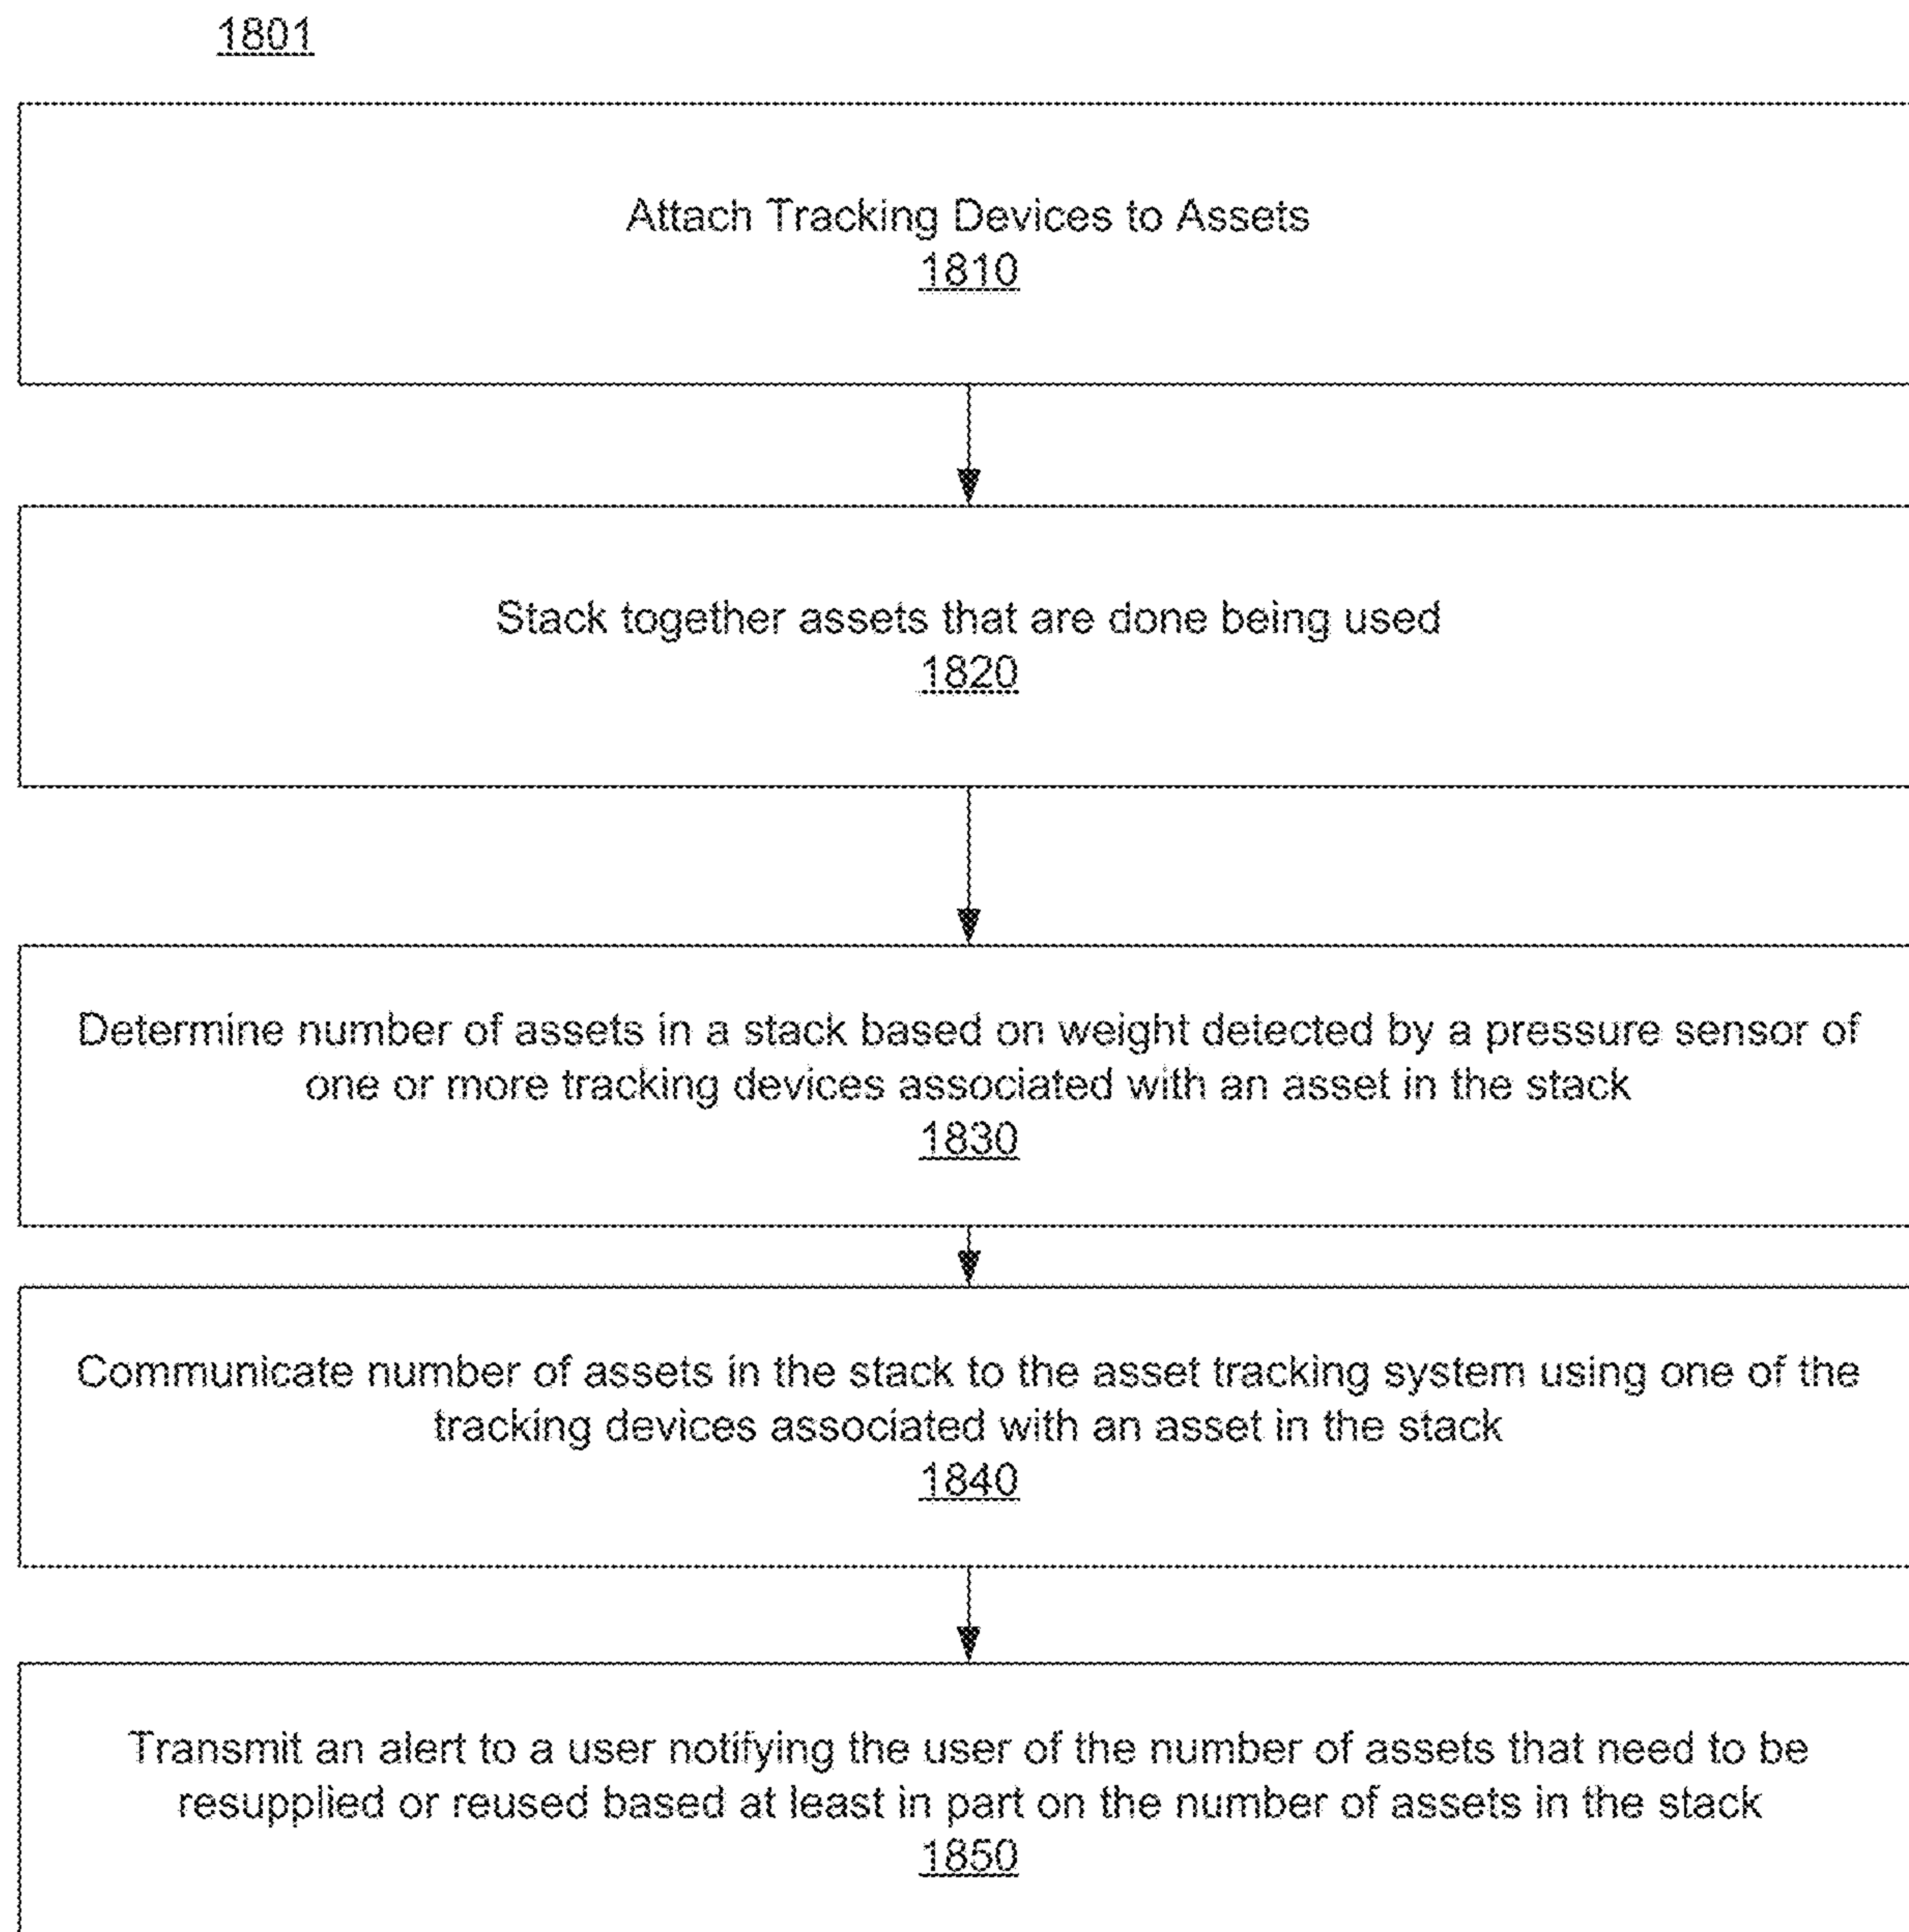 1801
Attach Tracking Devices to Assets
1810
Stack together assets that are done being used
1820
Determine number of assets in a stack based on weight detected by a pressure sensor of
one or more tracking devices associated with an asset in the stack
1830
Communicate number of assets in the stack to the asset tracking system using one of the
tracking devices associated with an asset in the stack
1840
Transmit an alert to a user notifying the user of the number of assets that need to be
resupplied or reused based at least in part on the number of assets in the stack
1850